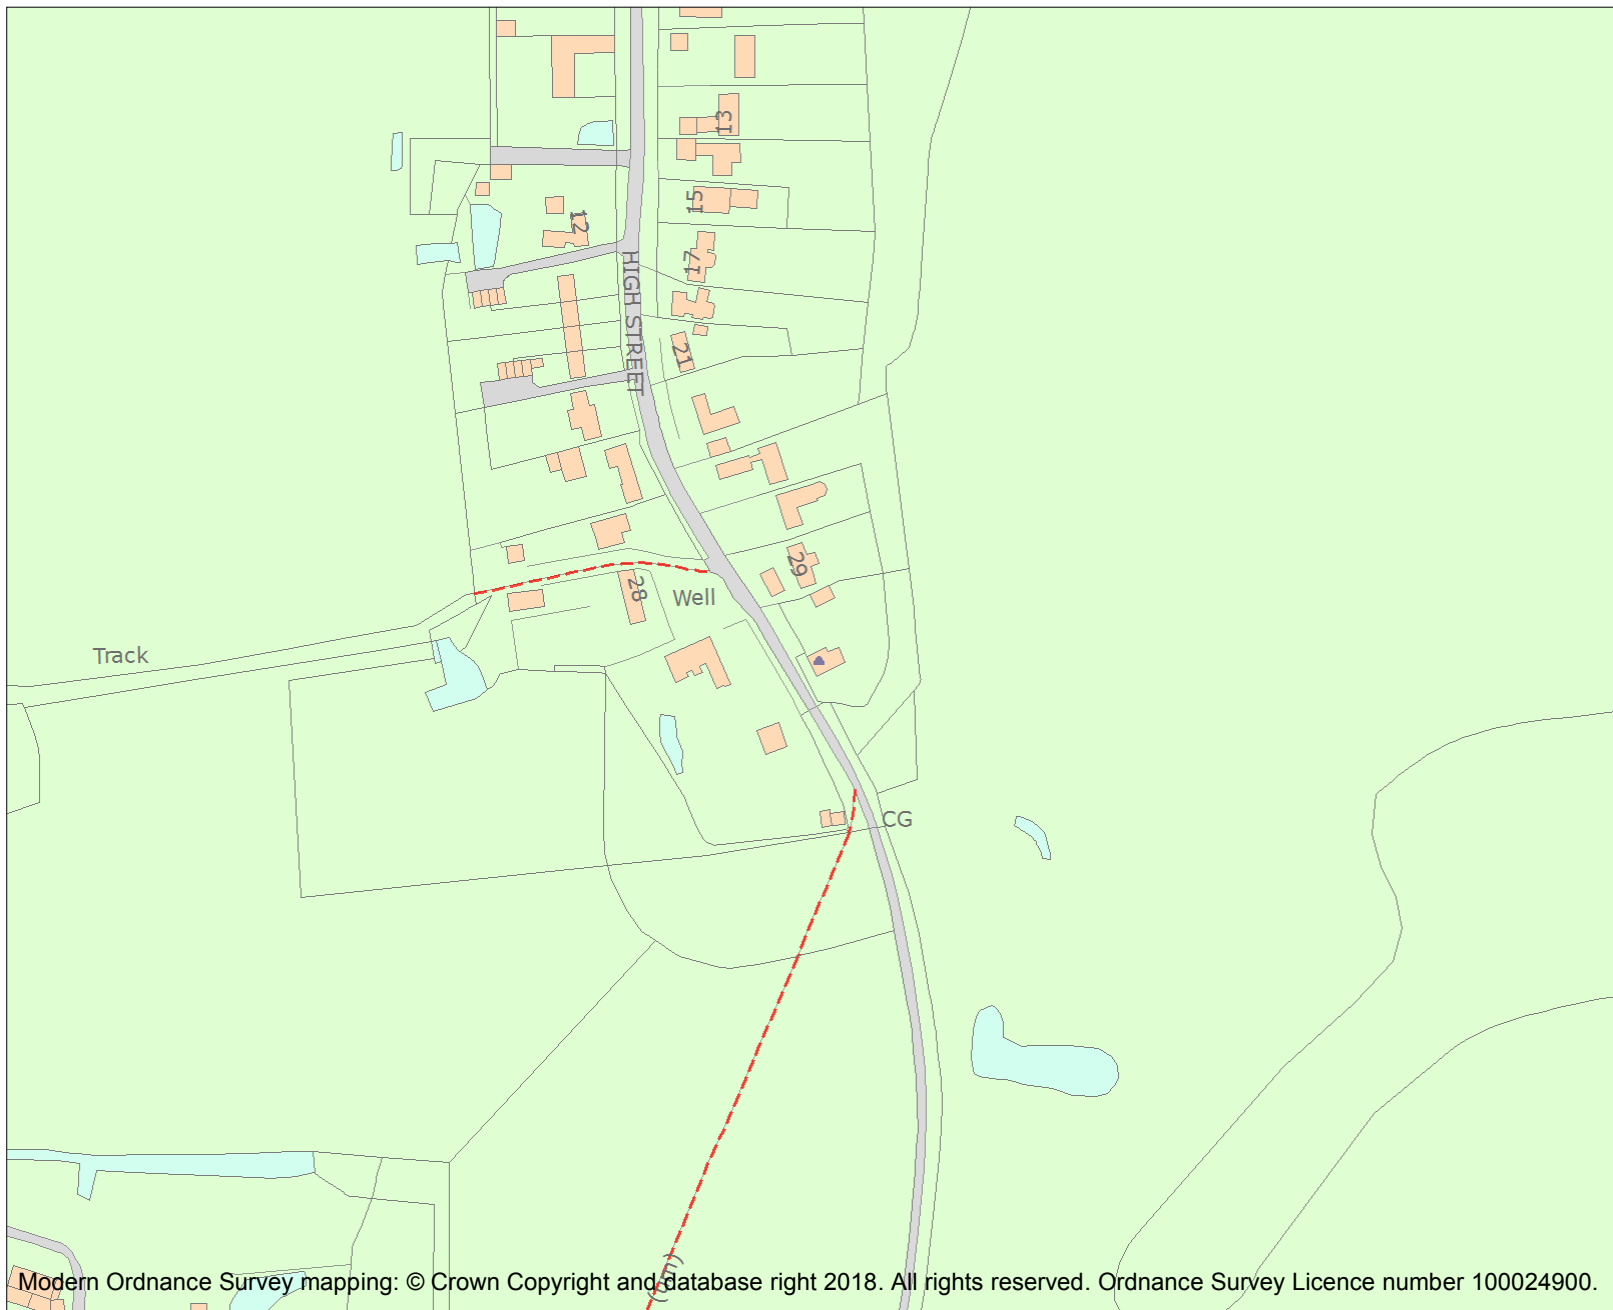 13
15
12
17
HIGH STREET
21
29
28
Well
Track
CG
(um)
Modern Ordnance Survey mapping: © Crown Copyright and database right 2018. All rights reserved. Ordnance Survey Licence number 100024900.